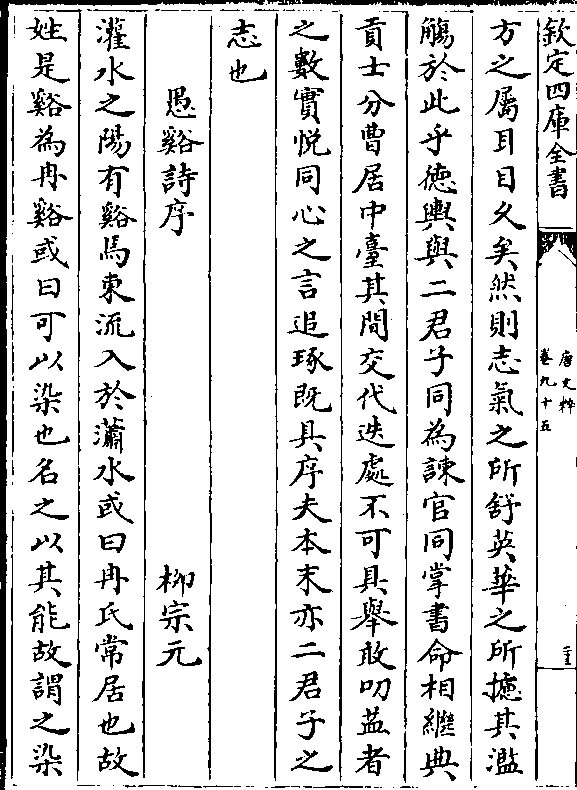 欽定四庫全書
唐文粹
卷九十五
方之屬耳目久矣然則志氣之所舒英華之所攄其濫
觴於此乎德輿與二君子同為諫官同掌書命相繼典
貢士分曹居中臺其間交代迭處不可具舉敢叨葢者
之數實悅同心之言追琢既具序夫本末亦二君子之
志也
愚谿詩序 柳宗元
灌水之陽有谿焉東流入於瀟水或曰冉氏常居也故
姓是谿為冉谿或曰可以染也名之以其能故謂之染